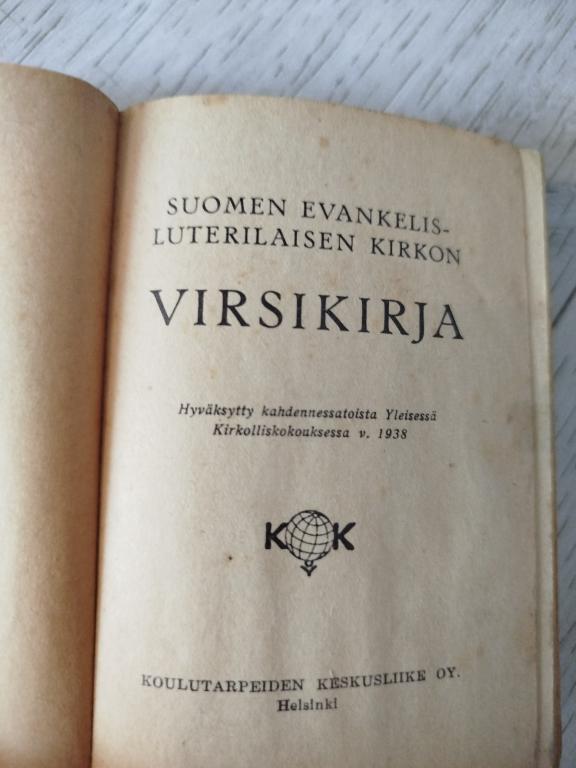 SUOMEN EVANKELIS-
LUTERILAISEN KIRKON
VIRSIKIRJA
Hyväksytty kahdennessatoista Yleisessä
Kirkolliskokouksessa v. 1938
K K
KOULUTARPEIDEN KESKUSLIIKE OY.
Helsinki